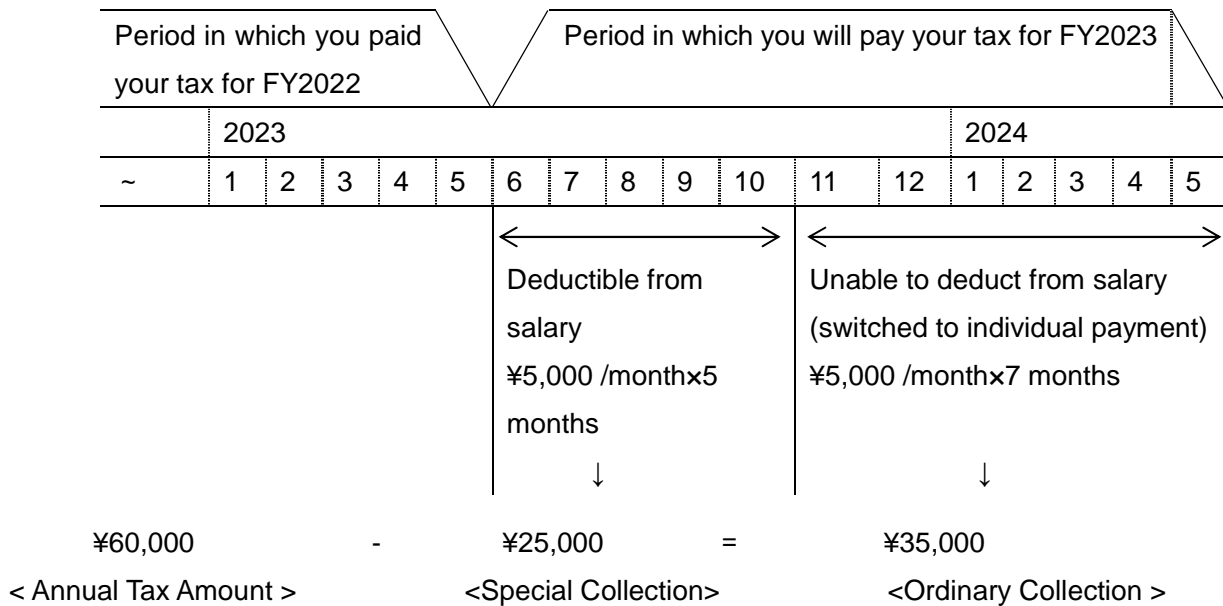 Period in which you paid
your tax for FY2022
Period in which you will pay your tax for FY2023
2023
2024
~ 1 2 3 4 5 6 7 8 9 10 11 12 1 2 3 4 5
Deductible from
salary
¥5,000 /month×5
months
↓
Unable to deduct from salary
(switched to individual payment)
¥5,000 /month×7 months
↓
¥60,000 - ¥25,000 = ¥35,000
< Annual Tax Amount > <Special Collection> <Ordinary Collection >